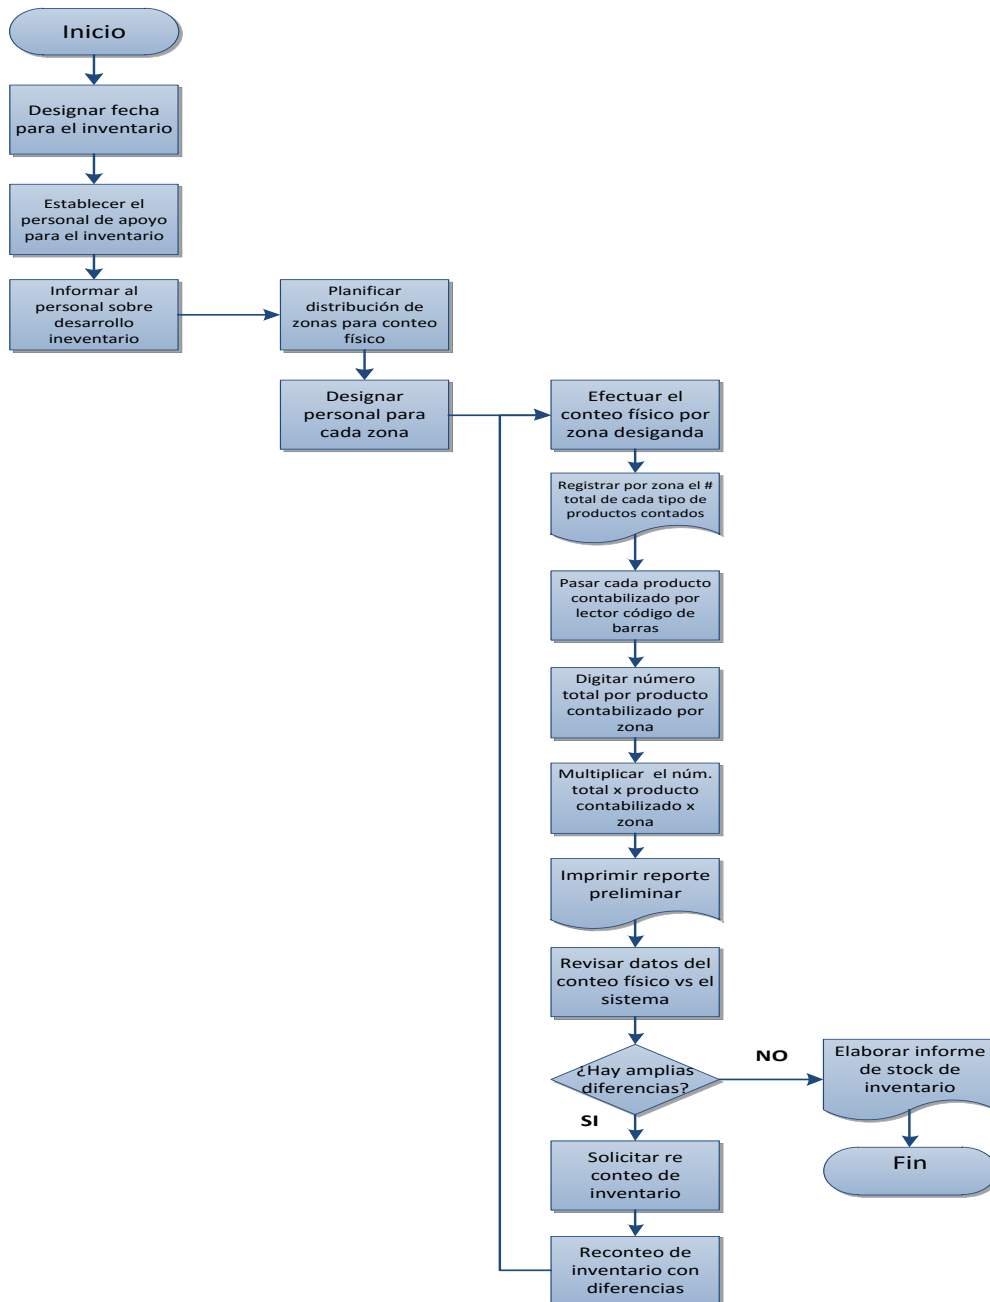 Inicio
Designar fecha
para el inventario
Establecer el
personal de apoyo
para el inventario
Informar al
personal sobre
desarrollo
ineventario
Planificar
distribución de
zonas para conteo
físico
Designar
personal para
cada zona
Efectuar el
conteo físico por
zona desiganda
Registrar por zona el #
total de cada tipo de
productos contados
Pasar cada producto
contabilizado por
lector código de
barras
Digitar número
total por producto
contabilizado por
zona
Multiplicar el núm.
total x producto
contabilizado x
zona
Imprimir reporte
preliminar
Revisar datos del
conteo físico vs el
sistema
¿Hay amplias
diferencias?
NO
Elaborar informe
de stock de
inventario
Fin
SI
Solicitar re
conteo de
inventario
Reconteo de
inventario con
diferencias